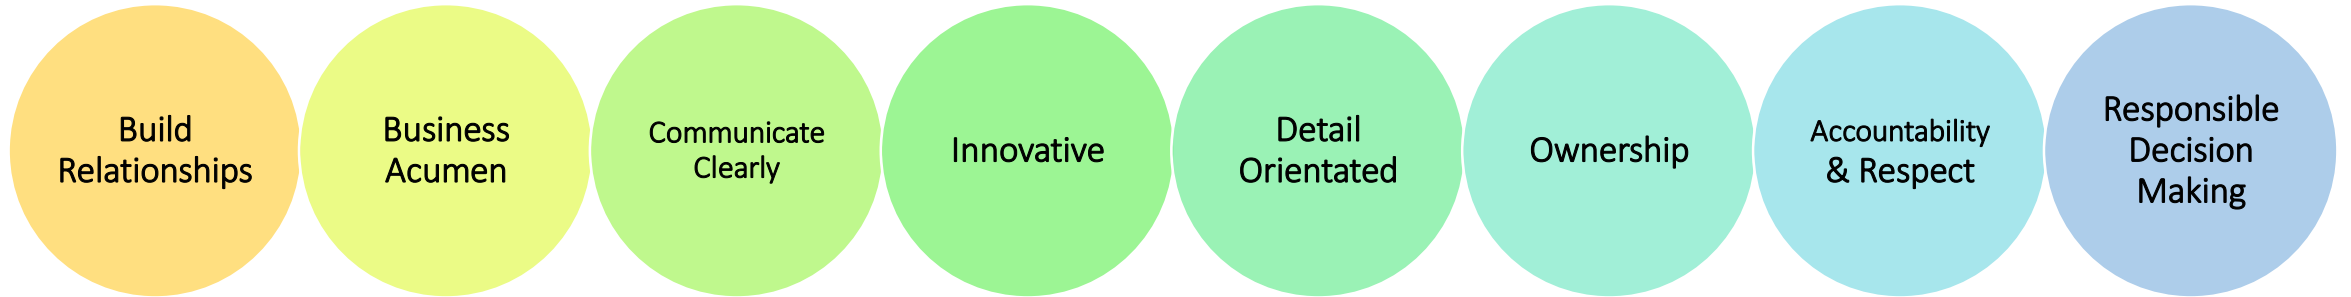 Build
Relationships
Business
Acumen
Communicate
Clearly
Innovative
Detail
Orientated
Ownership
Accountability
& Respect
Responsible
Decision
Making